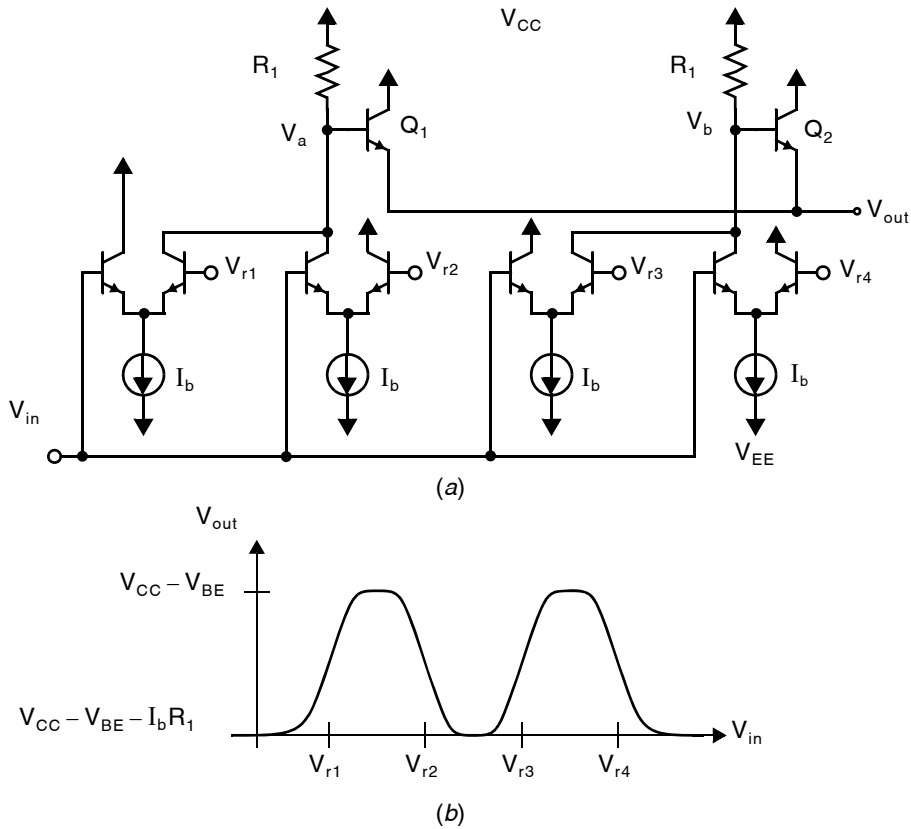 V_CC
R_1
R_1
V_a
Q_1
V_b
Q_2
V_out
V_r1
V_r2
V_r3
V_r4
I_b
I_b
I_b
I_b
V_in
V_EE
(a)
V_out
V_CC – V_BE
V_CC – V_BE – I_bR_1
V_in
V_r1
V_r2
V_r3
V_r4
(b)